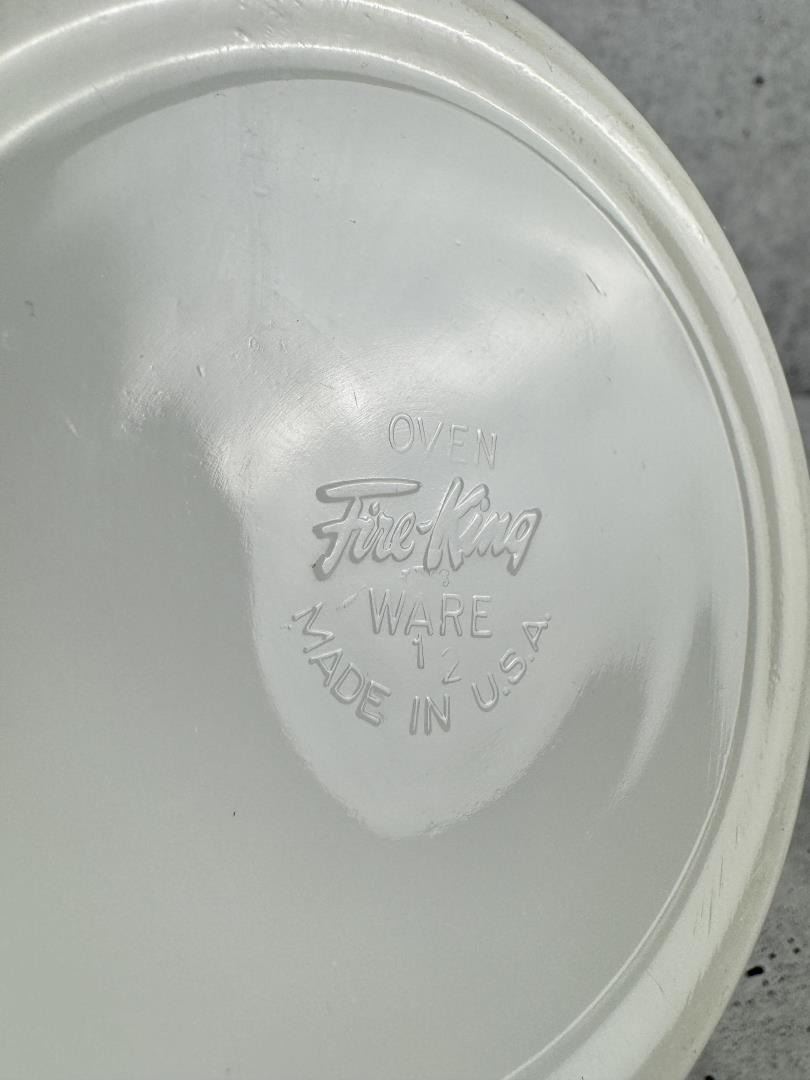 OVEN
Fire-King
WARE
1 2
MADE IN U.S.A.